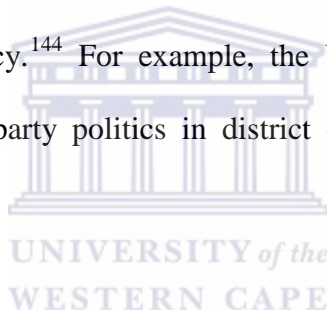 cy.144 For example, the
party politics in district
UNIVERSITY of the
WESTERN CAPE